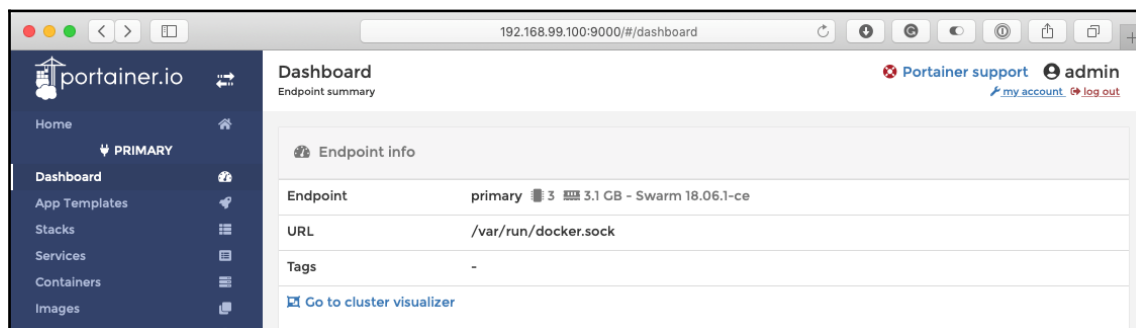 192.168.99.100:9000/#/dashboard
portainer.io
Home
PRIMARY
Dashboard
App Templates
Stacks
Services
Containers
Images
Dashboard
Endpoint summary
Portainer support admin
my account log out
Endpoint info
Endpoint primary 3 3.1 GB - Swarm 18.06.1-ce
URL /var/run/docker.sock
Tags -
Go to cluster visualizer